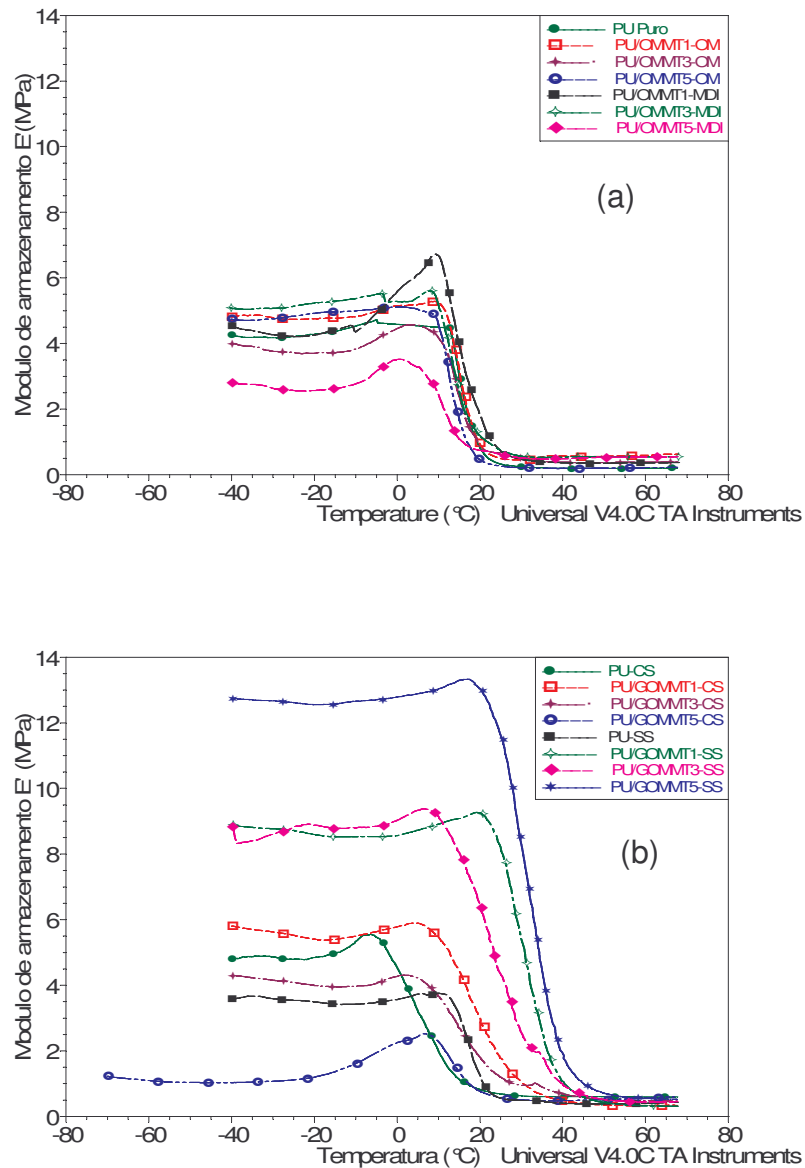 14
12
10
8
6
4
2
0
Modulo de armazenamento E' (MPa)
PU Puro
PU/OMMT1-OM
PU/OMMT3-OM
PU/OMMT5-OM
PU/OMMT1-MDI
PU/OMMT3-MDI
PU/OMMT5-MDI
(a)
-80 -60 -40 -20 0 20 40 60 80
Temperature (°C) Universal V4.0C TA Instruments
14
12
10
8
6
4
2
0
Modulo de armazenamento E' (MPa)
PU-CS
PU/GOMMT1-CS
PU/GOMMT3-CS
PU/GOMMT5-CS
PU-SS
PU/GOMMT1-SS
PU/GOMMT3-SS
PU/GOMMT5-SS
(b)
-80 -60 -40 -20 0 20 40 60 80
Temperatura (°C) Universal V4.0C TA Instruments